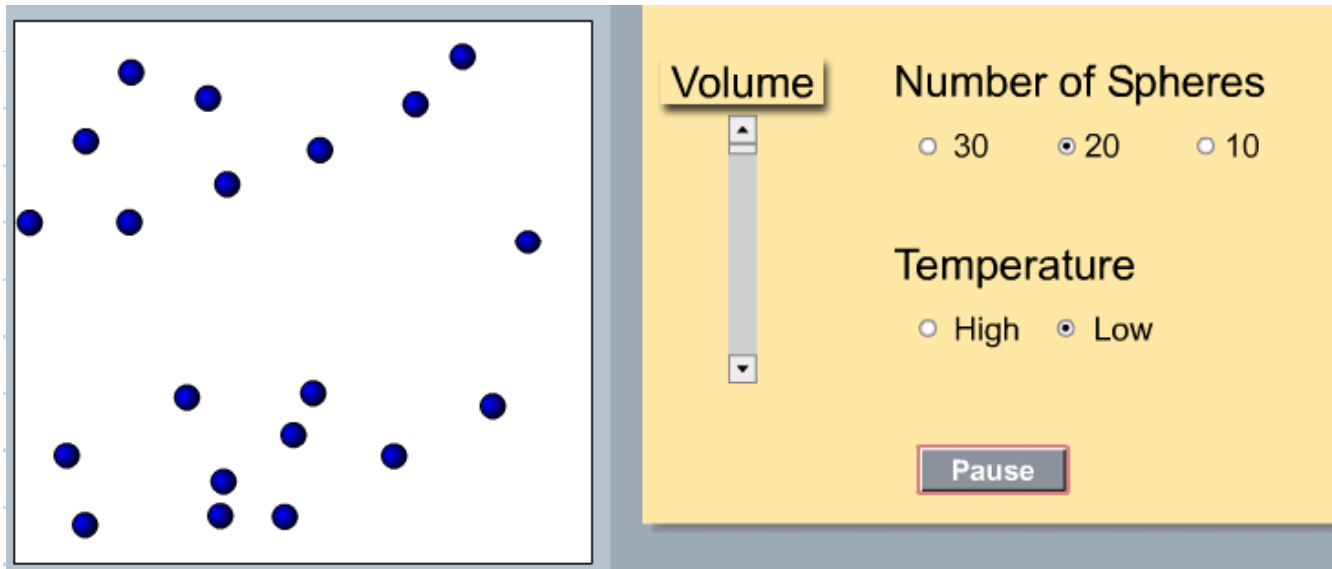 Volume
Number of Spheres
30 20 10
Temperature
High Low
Pause